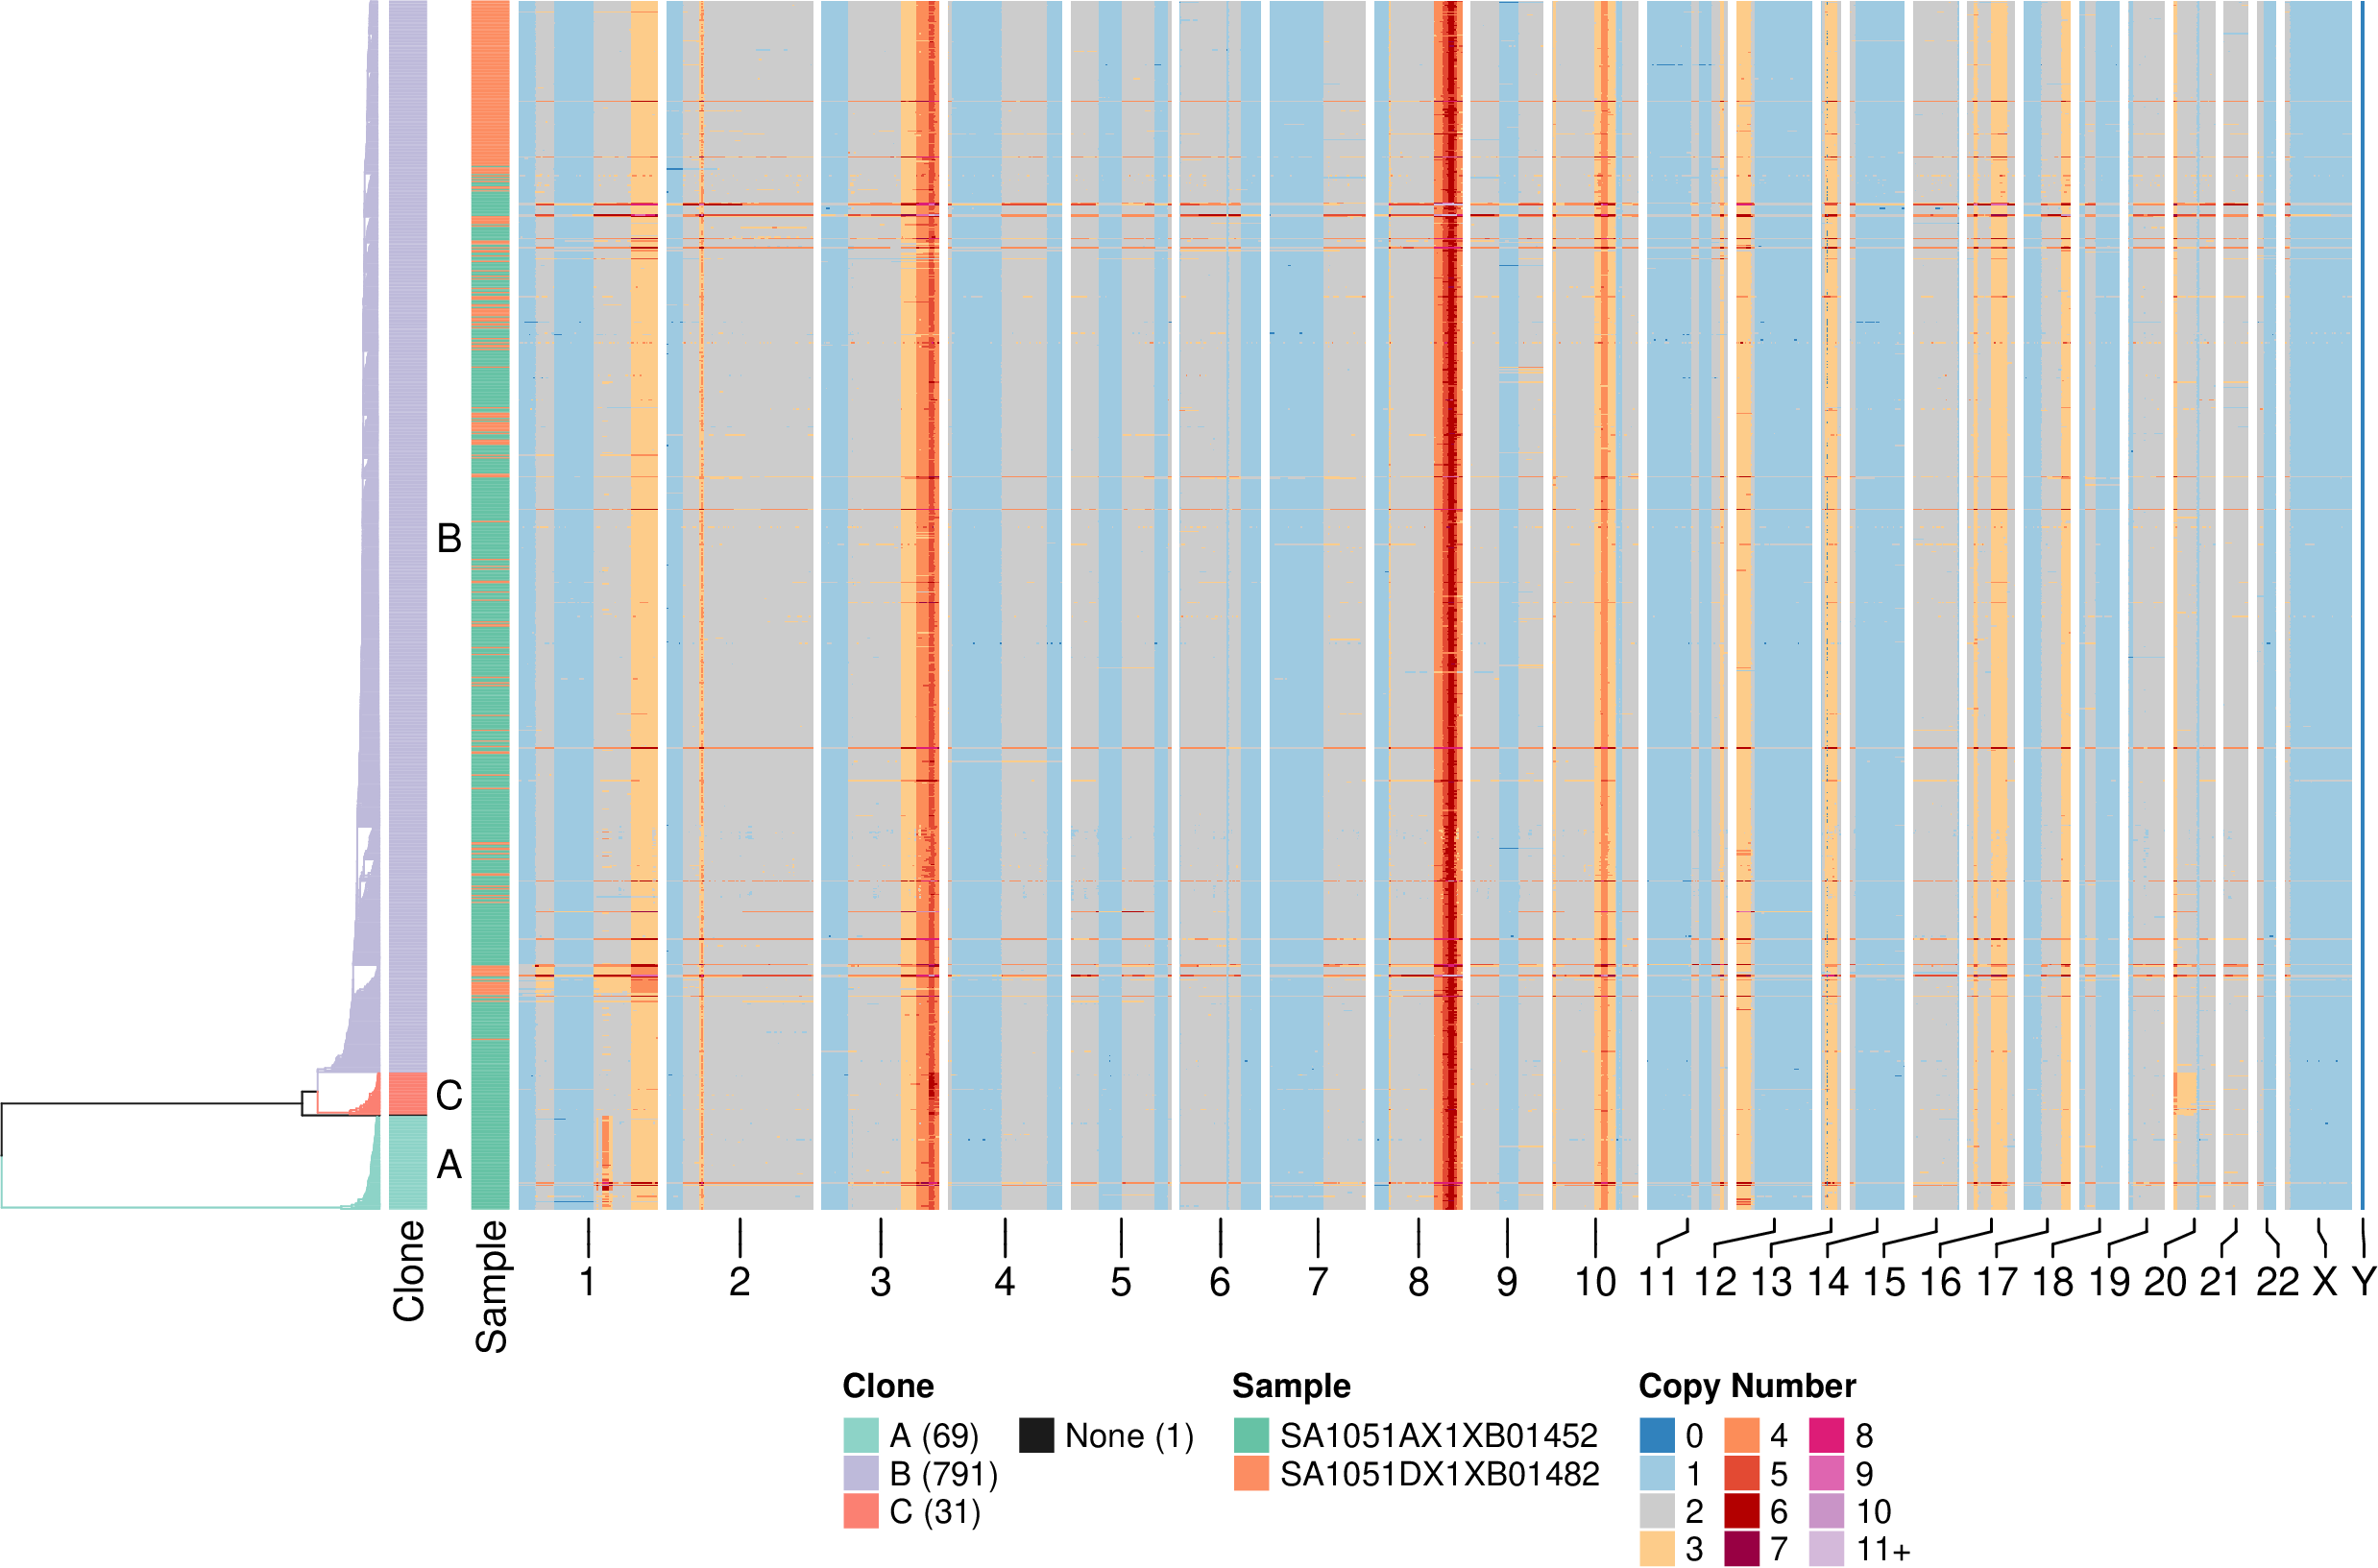 B
C
A
Clone
Sample
1 2 3 4 5 6 7 8 9 10 11 12 13 14 15 16 17 18 19 20 21 22 X Y
Clone Sample Copy Number
A (69) None (1) SA1051AX1XB01452 0 4 8
B (791) SA1051DX1XB01482 1 5 9
C (31) 2 6 10
3 7 11+